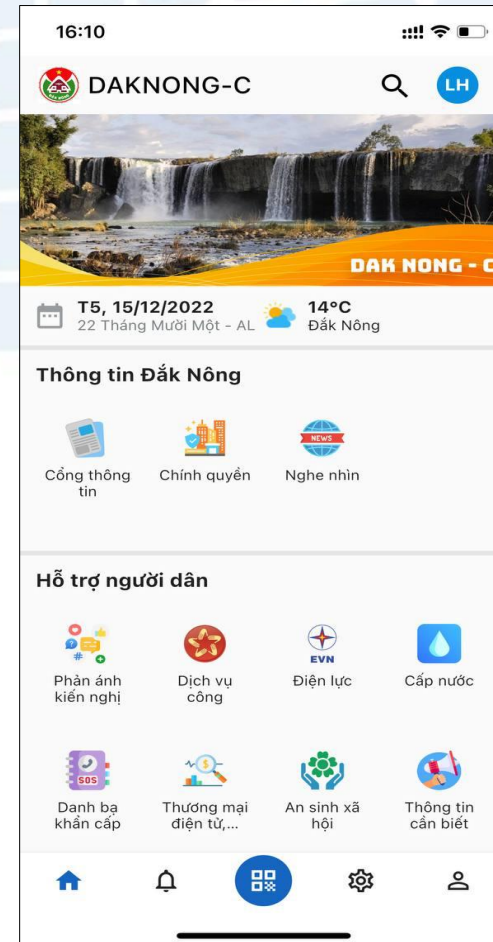 16:10
DAKNONG-C
LH
DAK NONG - C
T5, 15/12/2022
22 Tháng Mười Một - AL
14°C
Đắk Nông
Thông tin Đắk Nông
Cổng thông
tin
Chính quyền
NEWS
Nghe nhìn
Hỗ trợ người dân
Phản ánh
kiến nghị
Dịch vụ
công
EVN
Điện lực
Cấp nước
SOS
Danh bạ
khẩn cấp
Thương mại
điện tử,...
An sinh xã
hội
Thông tin
cần biết